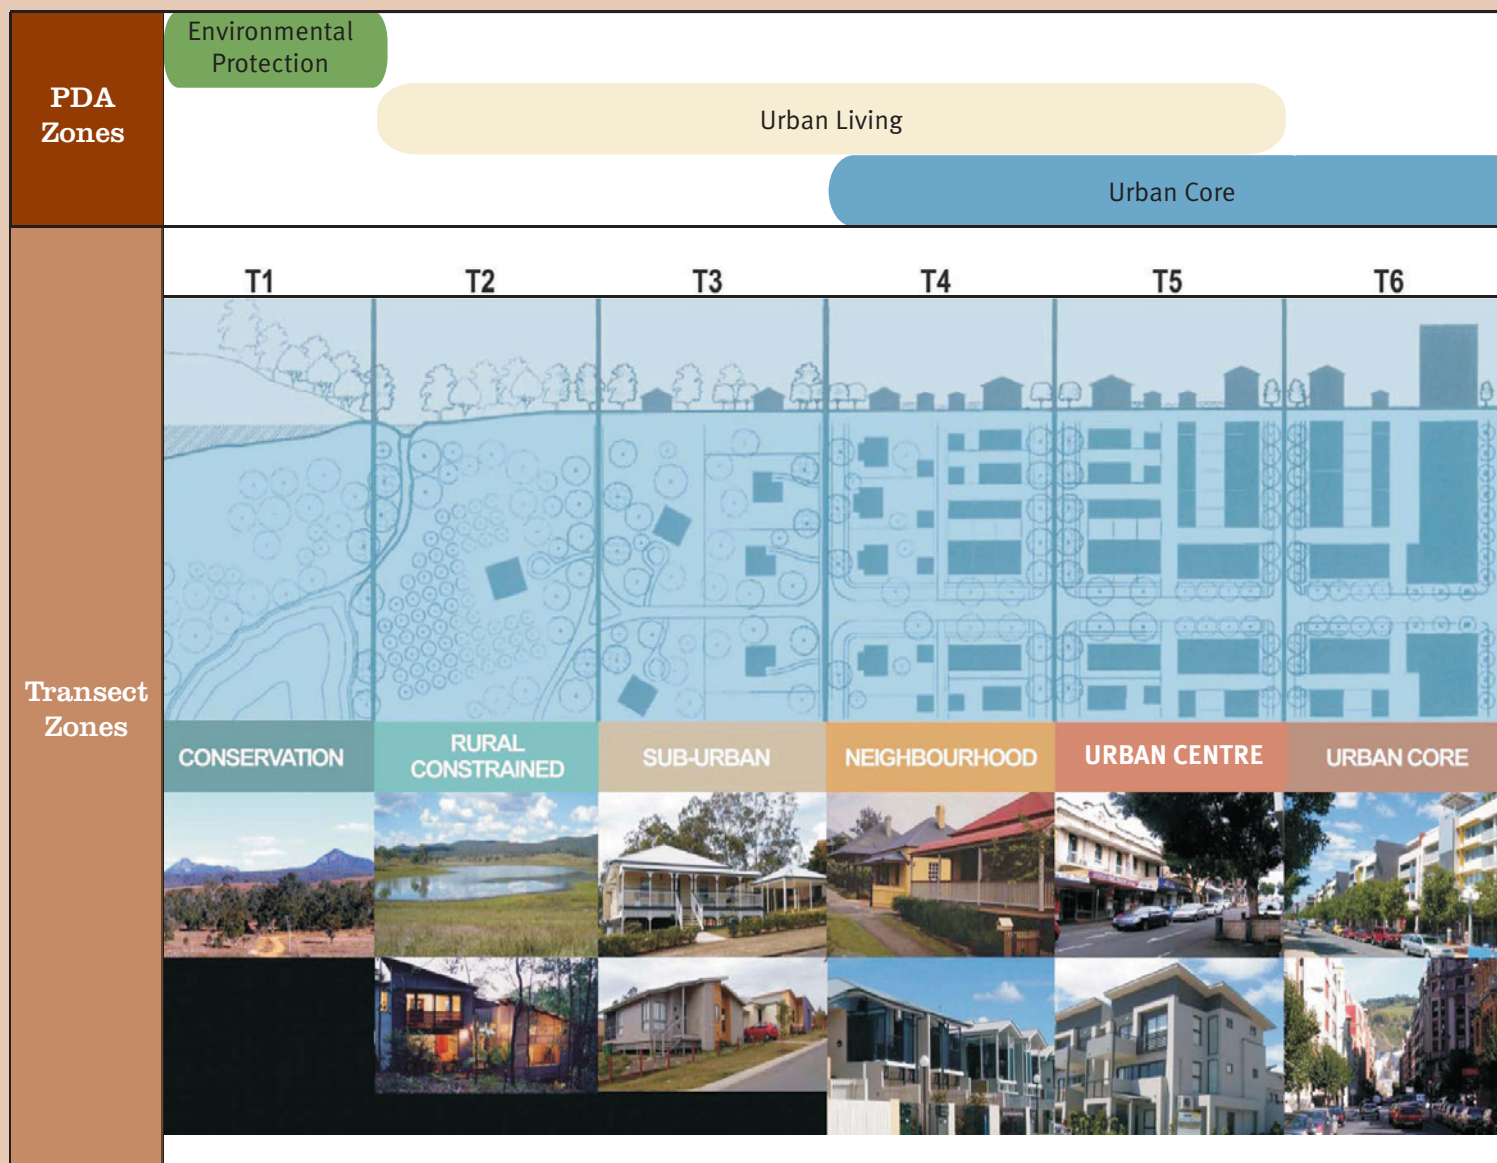 Environmental
Protection
PDA
Zones
Urban Living
Urban Core
T1 T2 T3 T4 T5 T6
Transect
Zones
CONSERVATION
RURAL
CONSTRAINED
SUB-URBAN
NEIGHBOURHOOD
URBAN CENTRE
URBAN CORE